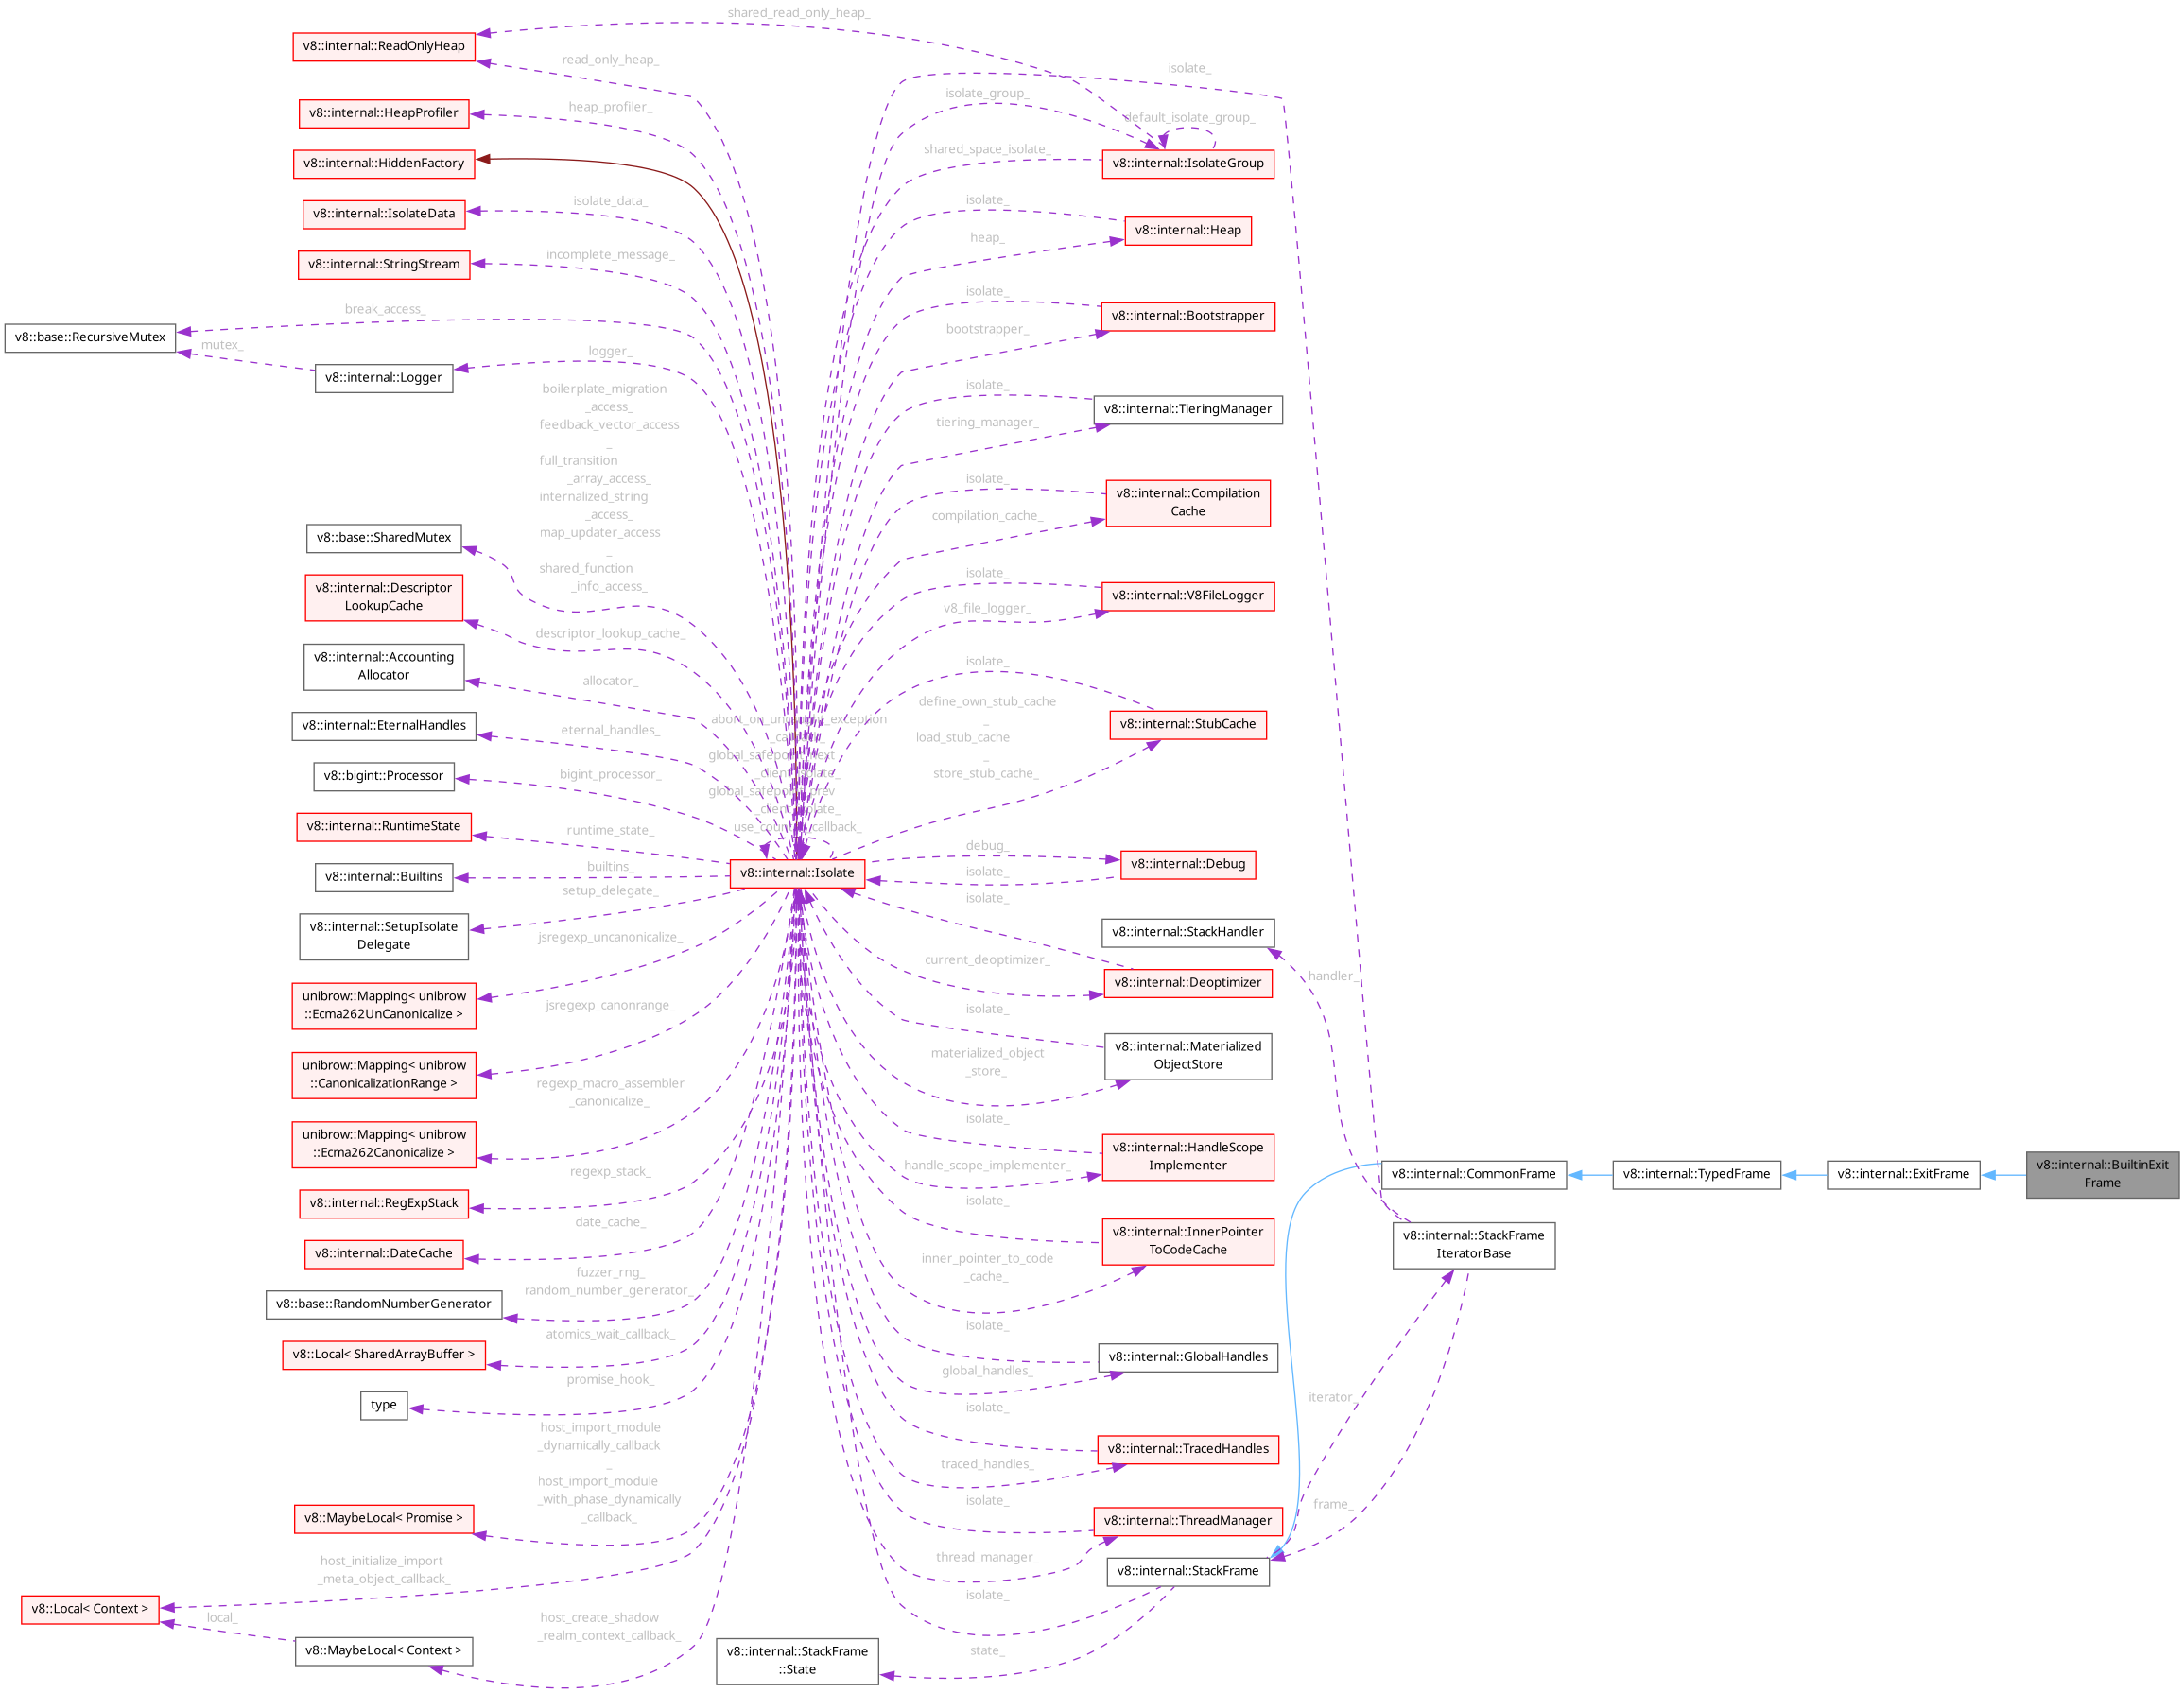 shared_read_only_heap_
v8::internal::ReadOnlyHeap
read_only_heap_
isolate_
isolate_group_
v8::internal::HeapProfiler
heap_profiler_
default_isolate_group_
v8::internal::HiddenFactory
shared_space_isolate_
v8::internal::IsolateGroup
v8::internal::IsolateData
isolate_data_
isolate_
v8::internal::Heap
heap_
v8::internal::StringStream
incomplete_message_
v8::base::RecursiveMutex
break_access_
mutex_
v8::internal::Logger
logger_
isolate_
v8::internal::Bootstrapper
bootstrapper_
isolate_
v8::internal::TieringManager
tiering_manager_
boilerplate_migration
_access_
feedback_vector_access
_
full_transition
_array_access_
internalized_string
_access_
map_updater_access
_
shared_function
_info_access_
isolate_
v8::internal::Compilation
Cache
compilation_cache_
v8::base::SharedMutex
v8::internal::Descriptor
LookupCache
descriptor_lookup_cache_
isolate_
v8::internal::V8FileLogger
v8_file_logger_
v8::internal::Accounting
Allocator
allocator_
isolate_
v8::internal::EternalHandles
eternal_handles_
define_own_stub_cache
_
load_stub_cache
_
store_stub_cache_
v8::internal::StubCache
v8::bigint::Processor
bigint_processor_
v8::internal::RuntimeState
runtime_state_
v8::internal::Builtins
builtins_
v8::internal::Isolate
debug_
isolate_
v8::internal::Debug
isolate_
setup_delegate_
v8::internal::SetupIsolate
Delegate
jsregexp_uncanonicalize_
v8::internal::StackHandler
handler_
current_deoptimizer_
v8::internal::Deoptimizer
unibrow::Mapping< unibrow
::Ecma262UnCanonicalize >
jsregexp_canonrange_
isolate_
v8::internal::Materialized
ObjectStore
materialized_object
_store_
unibrow::Mapping< unibrow
::CanonicalizationRange >
regexp_macro_assembler
_canonicalize_
unibrow::Mapping< unibrow
::Ecma262Canonicalize >
isolate_
v8::internal::HandleScope
Implementer
handle_scope_implementer_
v8::internal::CommonFrame
v8::internal::TypedFrame
v8::internal::ExitFrame
v8::internal::BuiltinExit
Frame
regexp_stack_
v8::internal::RegExpStack
isolate_
v8::internal::InnerPointer
ToCodeCache
inner_pointer_to_code
_cache_
v8::internal::StackFrame
IteratorBase
date_cache_
v8::internal::DateCache
fuzzer_rng_
random_number_generator_
v8::base::RandomNumberGenerator
isolate_
v8::internal::GlobalHandles
global_handles_
atomics_wait_callback_
v8::Local< SharedArrayBuffer >
promise_hook_
type
iterator_
isolate_
v8::internal::TracedHandles
traced_handles_
host_import_module
_dynamically_callback
_
host_import_module
_with_phase_dynamically
_callback_
v8::MaybeLocal< Promise >
isolate_
v8::internal::ThreadManager
thread_manager_
frame_
v8::internal::StackFrame
isolate_
host_initialize_import
_meta_object_callback_
v8::Local< Context >
local_
v8::MaybeLocal< Context >
host_create_shadow
_realm_context_callback_
v8::internal::StackFrame
::State
state_